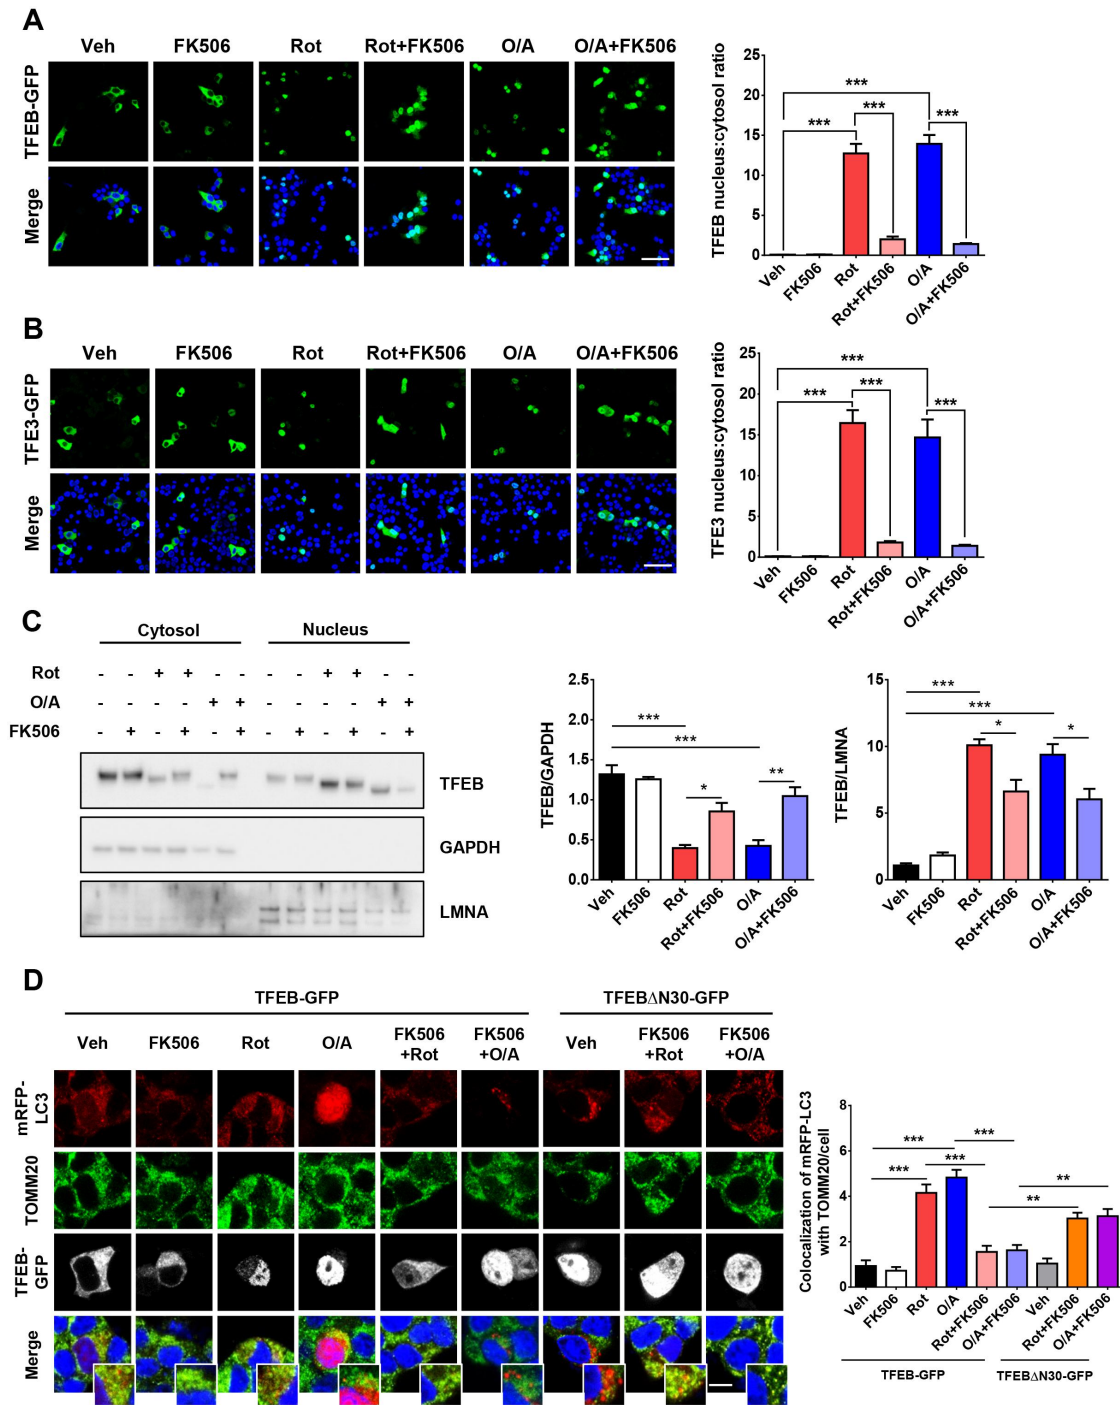 A
Veh FK506 Rot Rot+FK506 O/A O/A+FK506
TFEB-GFP
Merge
TFEB nucleus:cytosol ratio
25
20
15
10
5
0
***
***
***
***
Veh FK506 Rot Rot+FK506 O/A O/A+FK506
B
Veh FK506 Rot Rot+FK506 O/A O/A+FK506
TFE3-GFP
Merge
TFE3 nucleus:cytosol ratio
25
20
15
10
5
0
***
***
***
***
Veh FK506 Rot Rot+FK506 O/A O/A+FK506
C
Cytosol Nucleus
Rot - - + + - - - - + + - -
O/A - - - - + + - - - - + +
FK506 - + - + - + - + - + - +
TFEB
GAPDH
LMNA
TFEB/GAPDH
2.5
2.0
1.5
1.0
0.5
0.0
***
***
*
**
Veh FK506 Rot Rot+FK506 O/A O/A+FK506
TFEB/LMNA
15
10
5
0
***
***
*
*
Veh FK506 Rot Rot+FK506 O/A O/A+FK506
D
TFEB-GFP TFEBΔN30-GFP
Veh FK506 Rot O/A FK506 +Rot FK506 +O/A Veh FK506 +Rot FK506 +O/A
mRFP-
LC3
TOMM20
TFEB-
GFP
Merge
Colocalization of mRFP-LC3
with TOMM20/cell
8
6
4
2
0
***
***
***
***
**
**
Veh FK506 Rot O/A Rot+FK506 O/A+FK506 Veh Rot+FK506 O/A+FK506
TFEB-GFP TFEBΔN30-GFP